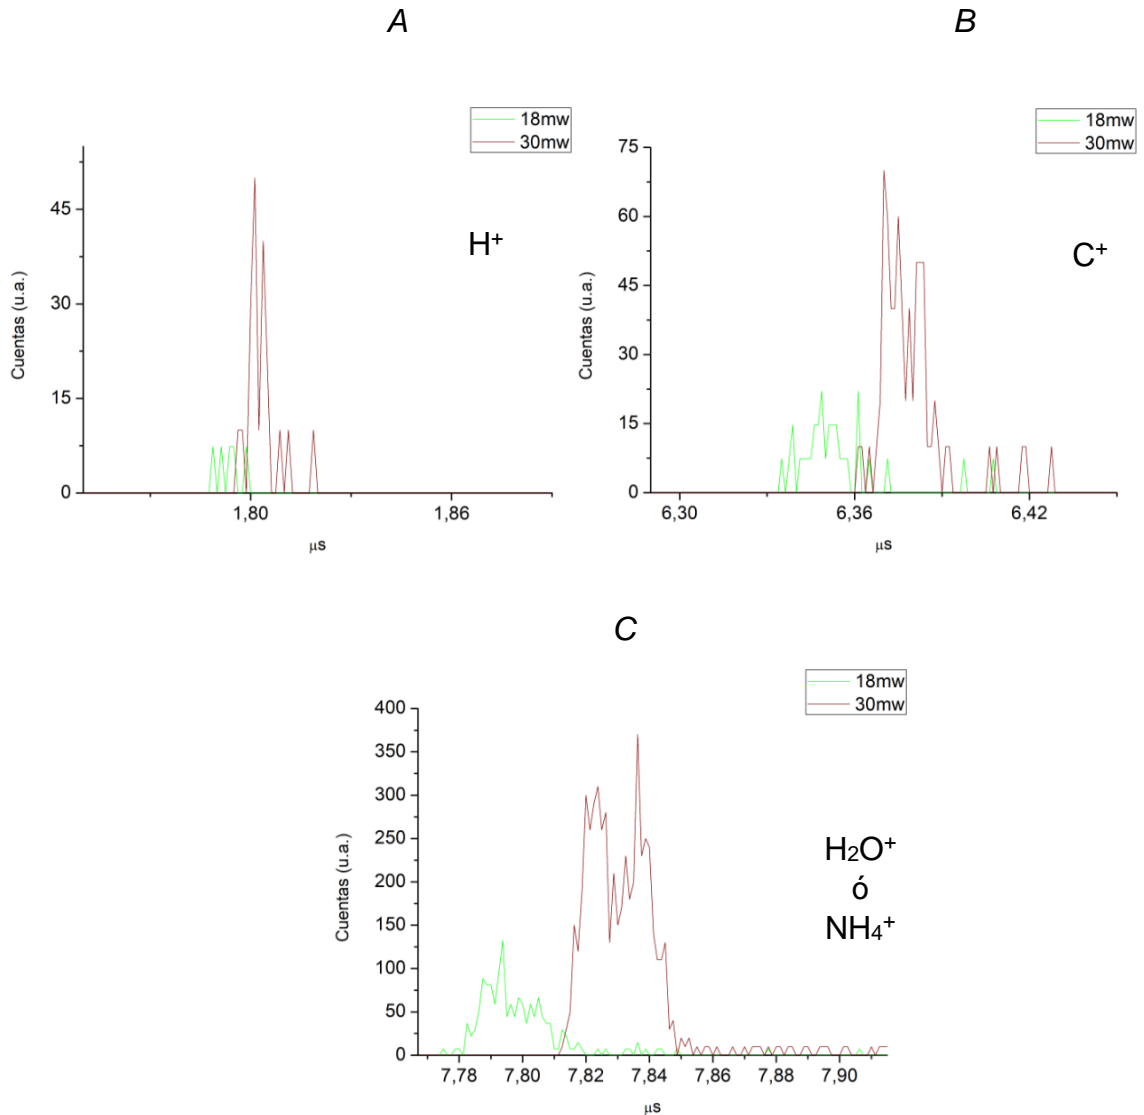 A
18mw
30mw
45
30
15
0
1,80
1,86
Cuentas (u.a.)
μs
H+
B
18mw
30mw
75
60
45
30
15
0
6,30
6,36
6,42
Cuentas (u.a.)
μs
C+
C
18mw
30mw
400
350
300
250
200
150
100
50
0
7,78
7,80
7,82
7,84
7,86
7,88
7,90
Cuentas (u.a.)
μs
H2O+
ó
NH4+